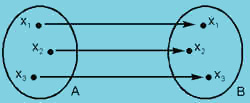 x₁ x₁
x₂ x₂
x₃ x₃
A B